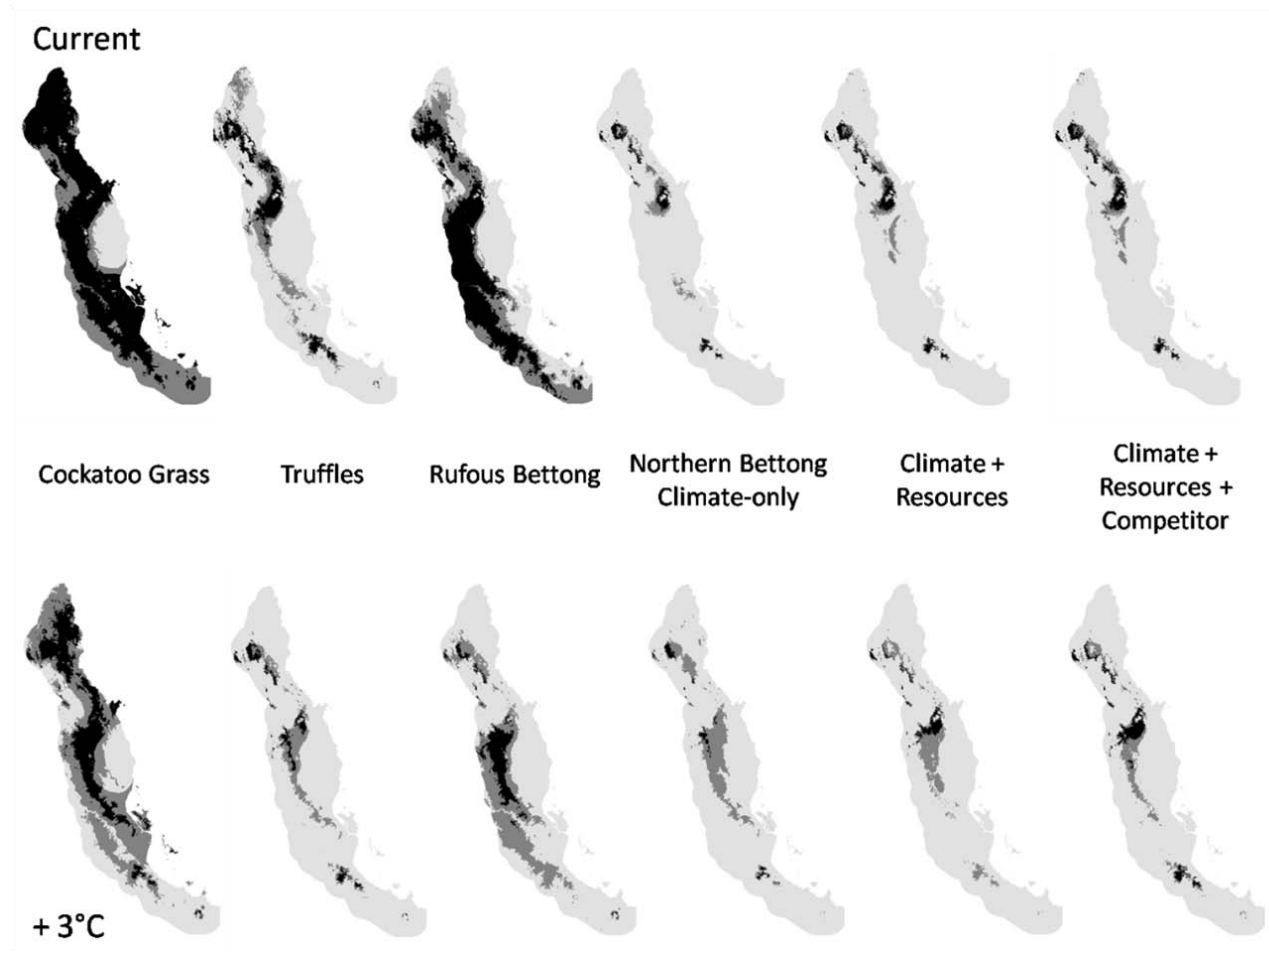 Current
Cockatoo Grass
Truffles
Rufous Bettong
Northern Bettong
Climate-only
Climate +
Resources
Climate +
Resources +
Competitor
+ 3°C